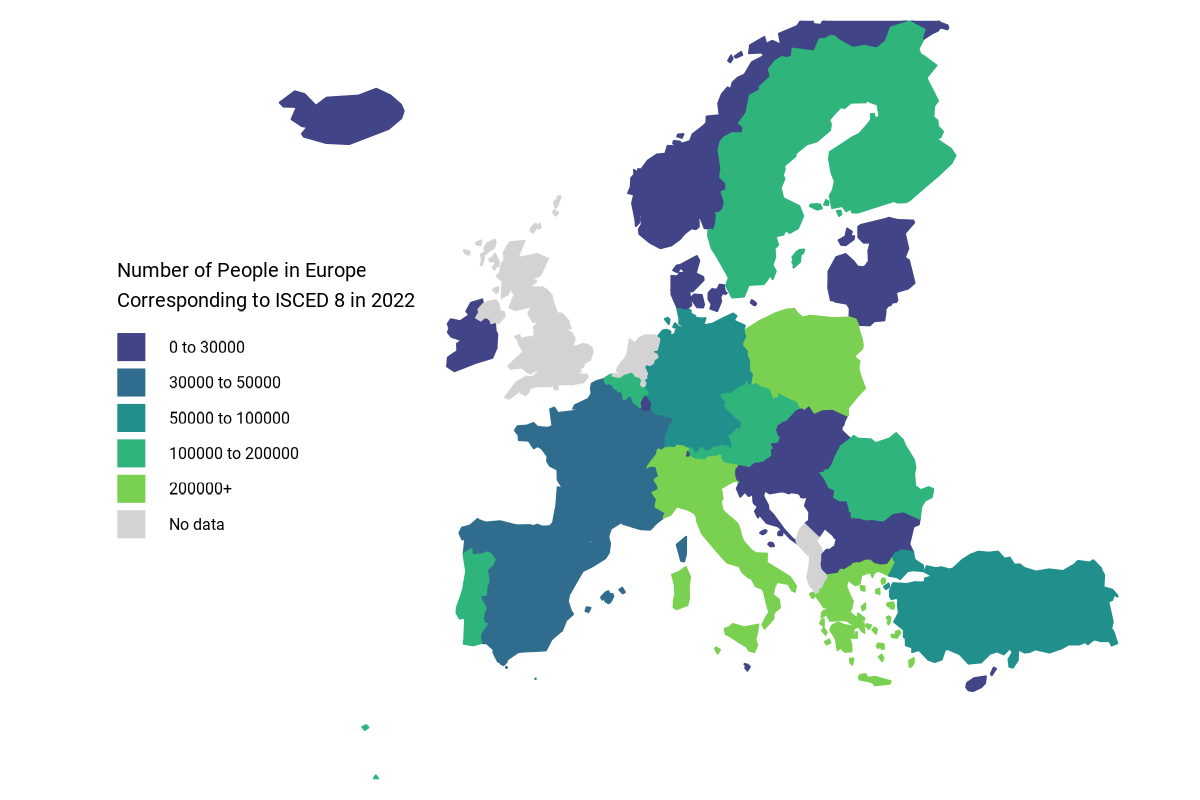 Number of People in Europe
Corresponding to ISCED 8 in 2022
0 to 30000
30000 to 50000
50000 to 100000
100000 to 200000
200000+
No data